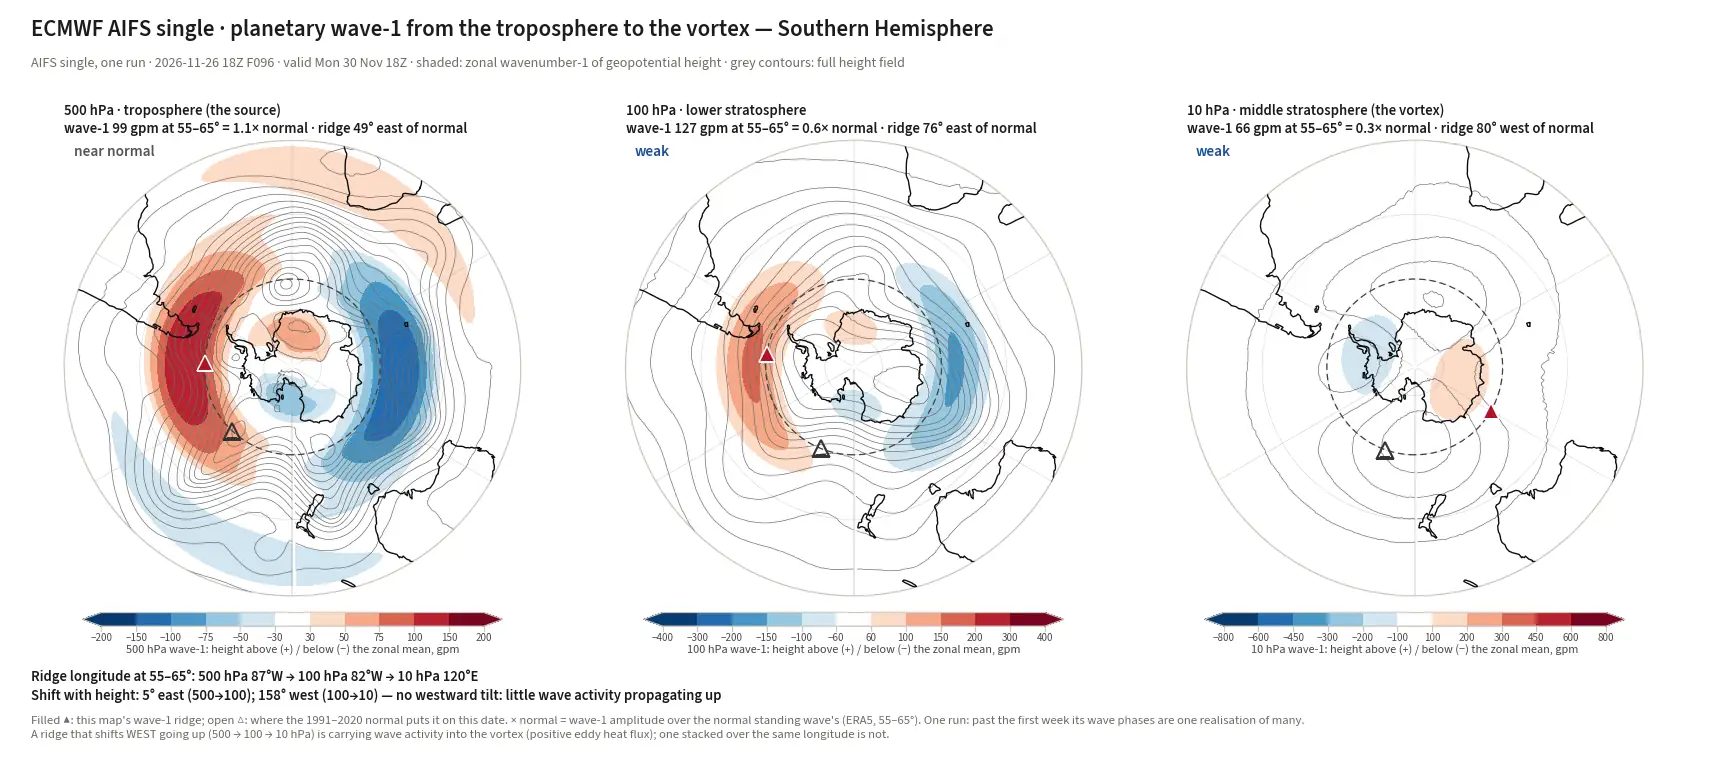 ECMWF AIFS single · planetary wave-1 from the troposphere to the vortex — Southern Hemisphere
AIFS single, one run · 2026-11-26 18Z F096 · valid Mon 30 Nov 18Z · shaded: zonal wavenumber-1 of geopotential height · grey contours: full height field
500 hPa · troposphere (the source)
wave-1 99 gpm at 55–65° = 1.1× normal · ridge 49° east of normal
near normal
100 hPa · lower stratosphere
wave-1 127 gpm at 55–65° = 0.6× normal · ridge 76° east of normal
weak
10 hPa · middle stratosphere (the vortex)
wave-1 66 gpm at 55–65° = 0.3× normal · ridge 80° west of normal
weak
−200 −150 −100 −75 −50 −30 30 50 75 100 150 200
500 hPa wave-1: height above (+) / below (−) the zonal mean, gpm
−400 −300 −200 −150 −100 −60 60 100 150 200 300 400
100 hPa wave-1: height above (+) / below (−) the zonal mean, gpm
−800 −600 −450 −300 −200 −100 100 200 300 450 600 800
10 hPa wave-1: height above (+) / below (−) the zonal mean, gpm
Ridge longitude at 55–65°: 500 hPa 87°W → 100 hPa 82°W → 10 hPa 120°E
Shift with height: 5° east (500→100); 158° west (100→10) — no westward tilt: little wave activity propagating up
Filled ▲: this map's wave-1 ridge; open △: where the 1991–2020 normal puts it on this date. × normal = wave-1 amplitude over the normal standing wave's (ERA5, 55–65°). One run: past the first week its wave phases are one realisation of many.
A ridge that shifts WEST going up (500 → 100 → 10 hPa) is carrying wave activity into the vortex (positive eddy heat flux); one stacked over the same longitude is not.